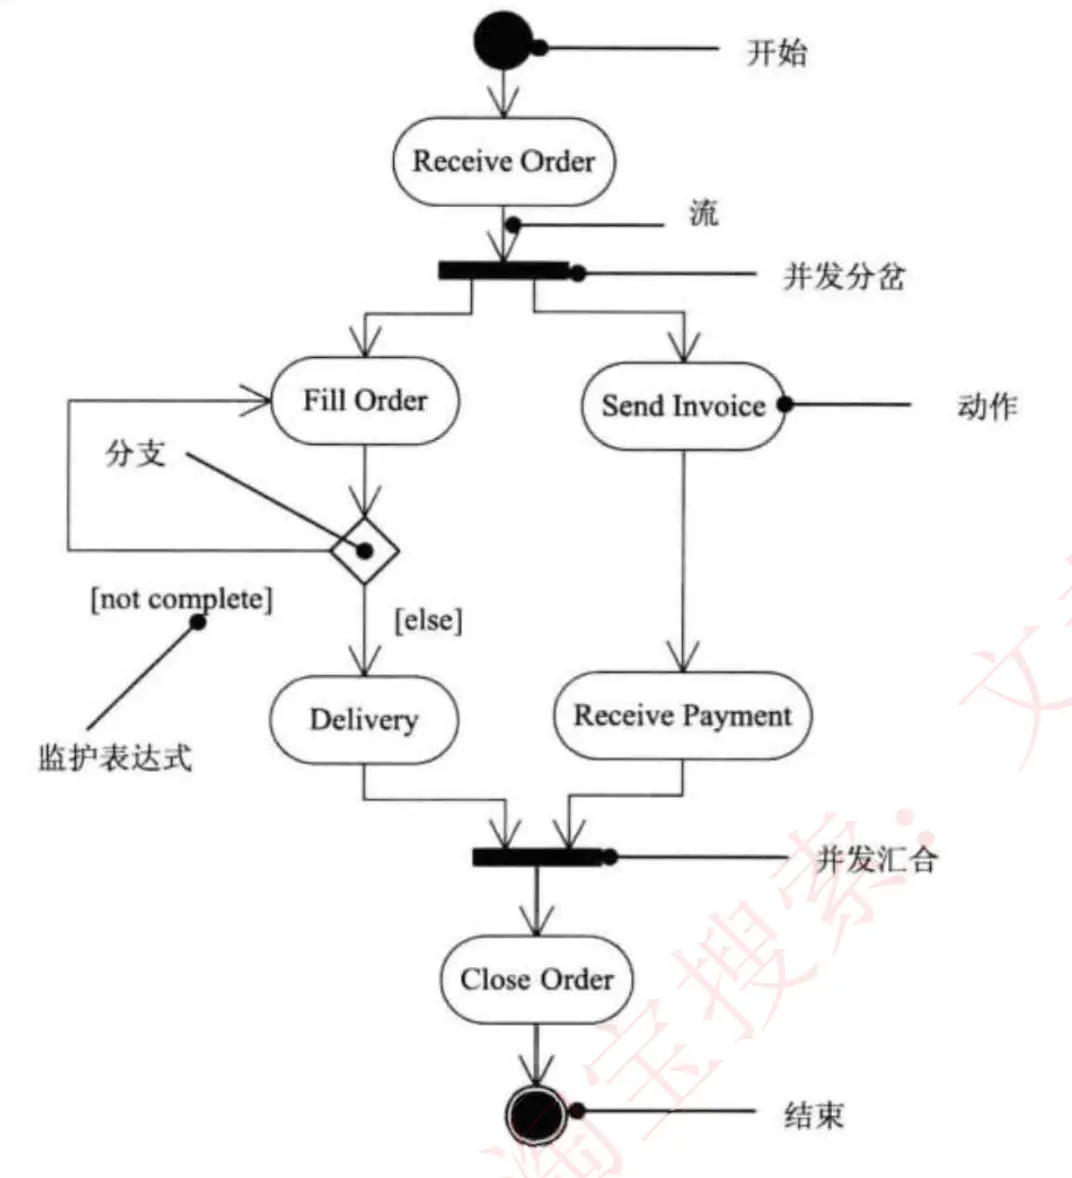 开始
Receive Order
流
并发分岔
Fill Order
Send Invoice
动作
分支
[not complete]
[else]
Delivery
Receive Payment
监护表达式
并发汇合
Close Order
结束
淘宝搜索：文